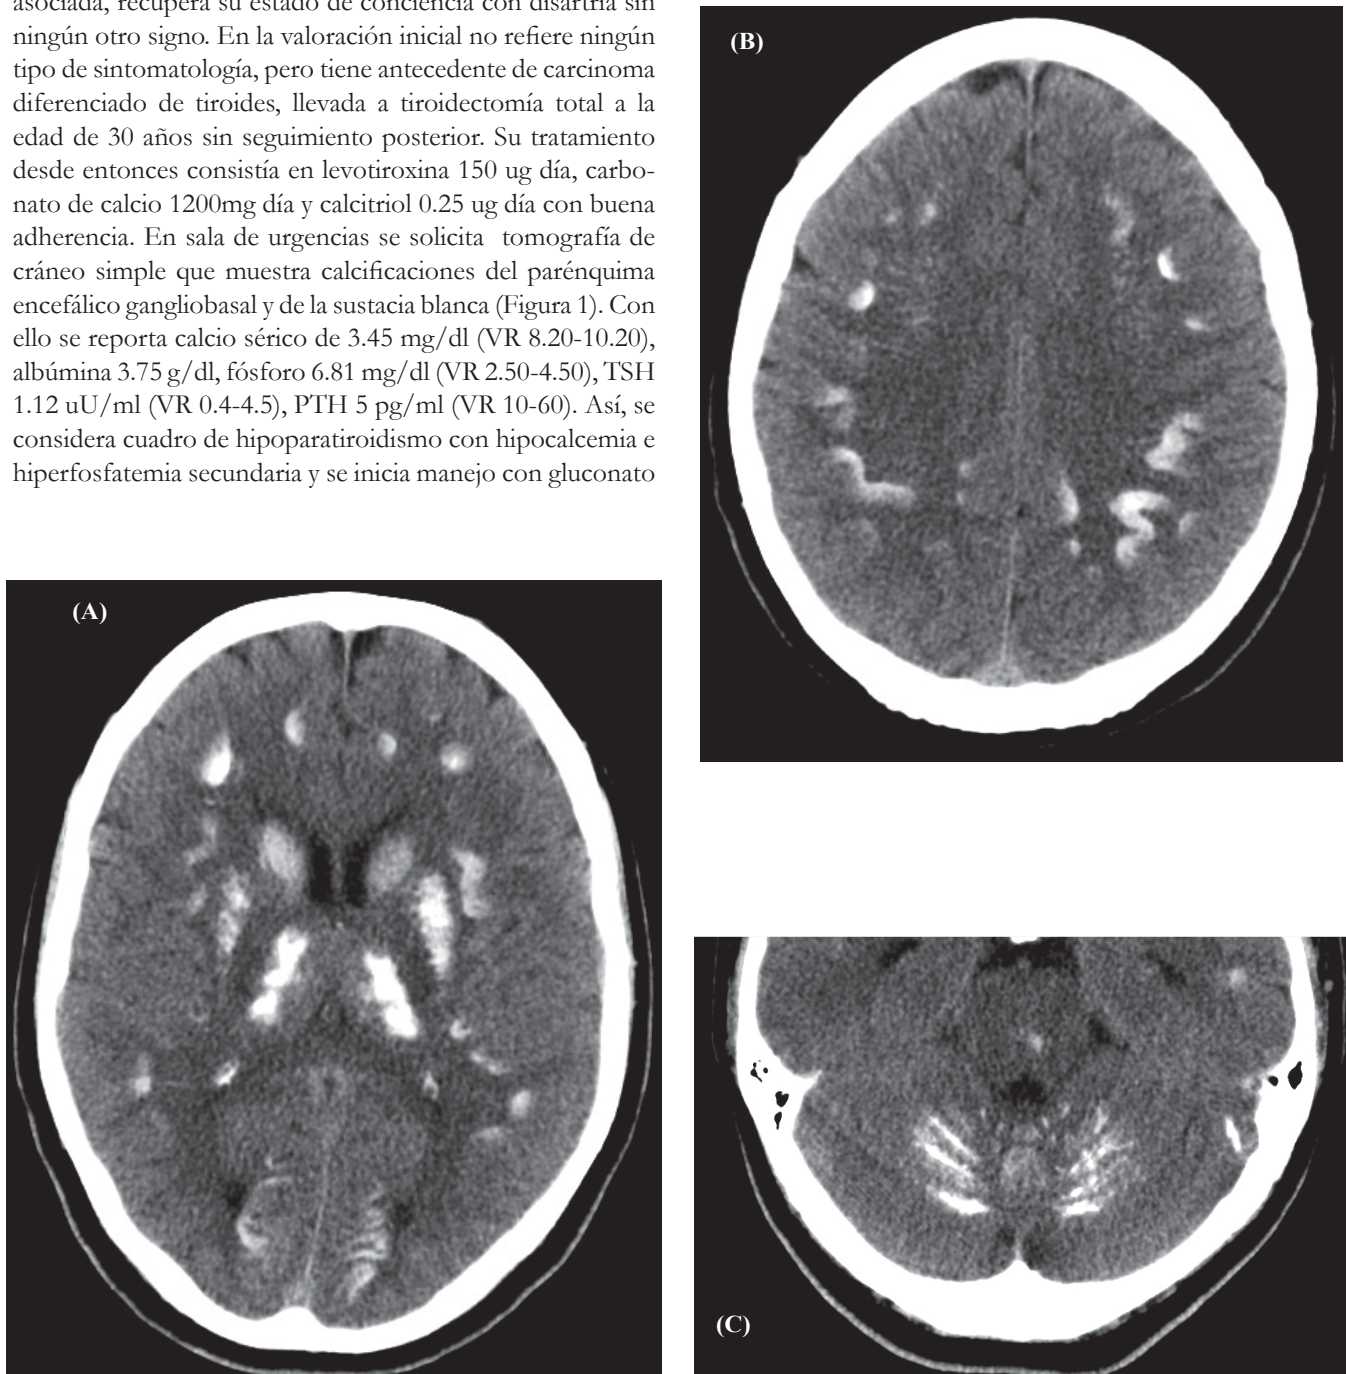 asociada, recupera su estado de conciencia con disartria sin
ningún otro signo. En la valoración inicial no refiere ningún
tipo de sintomatología, pero tiene antecedente de carcinoma
diferenciado de tiroides, llevada a tiroidectomía total a la
edad de 30 años sin seguimiento posterior. Su tratamiento
desde entonces consistía en levotiroxina 150 ug día, carbo-
nato de calcio 1200mg día y calcitriol 0.25 ug día con buena
adherencia. En sala de urgencias se solicita tomografía de
cráneo simple que muestra calcificaciones del parénquima
encefálico gangliobasal y de la sustacia blanca (Figura 1). Con
ello se reporta calcio sérico de 3.45 mg/dl (VR 8.20-10.20),
albúmina 3.75 g/dl, fósforo 6.81 mg/dl (VR 2.50-4.50), TSH
1.12 uU/ml (VR 0.4-4.5), PTH 5 pg/ml (VR 10-60). Así, se
considera cuadro de hipoparatiroidismo con hipocalcemia e
hiperfosfatemia secundaria y se inicia manejo con gluconato
(A)
(B)
(C)